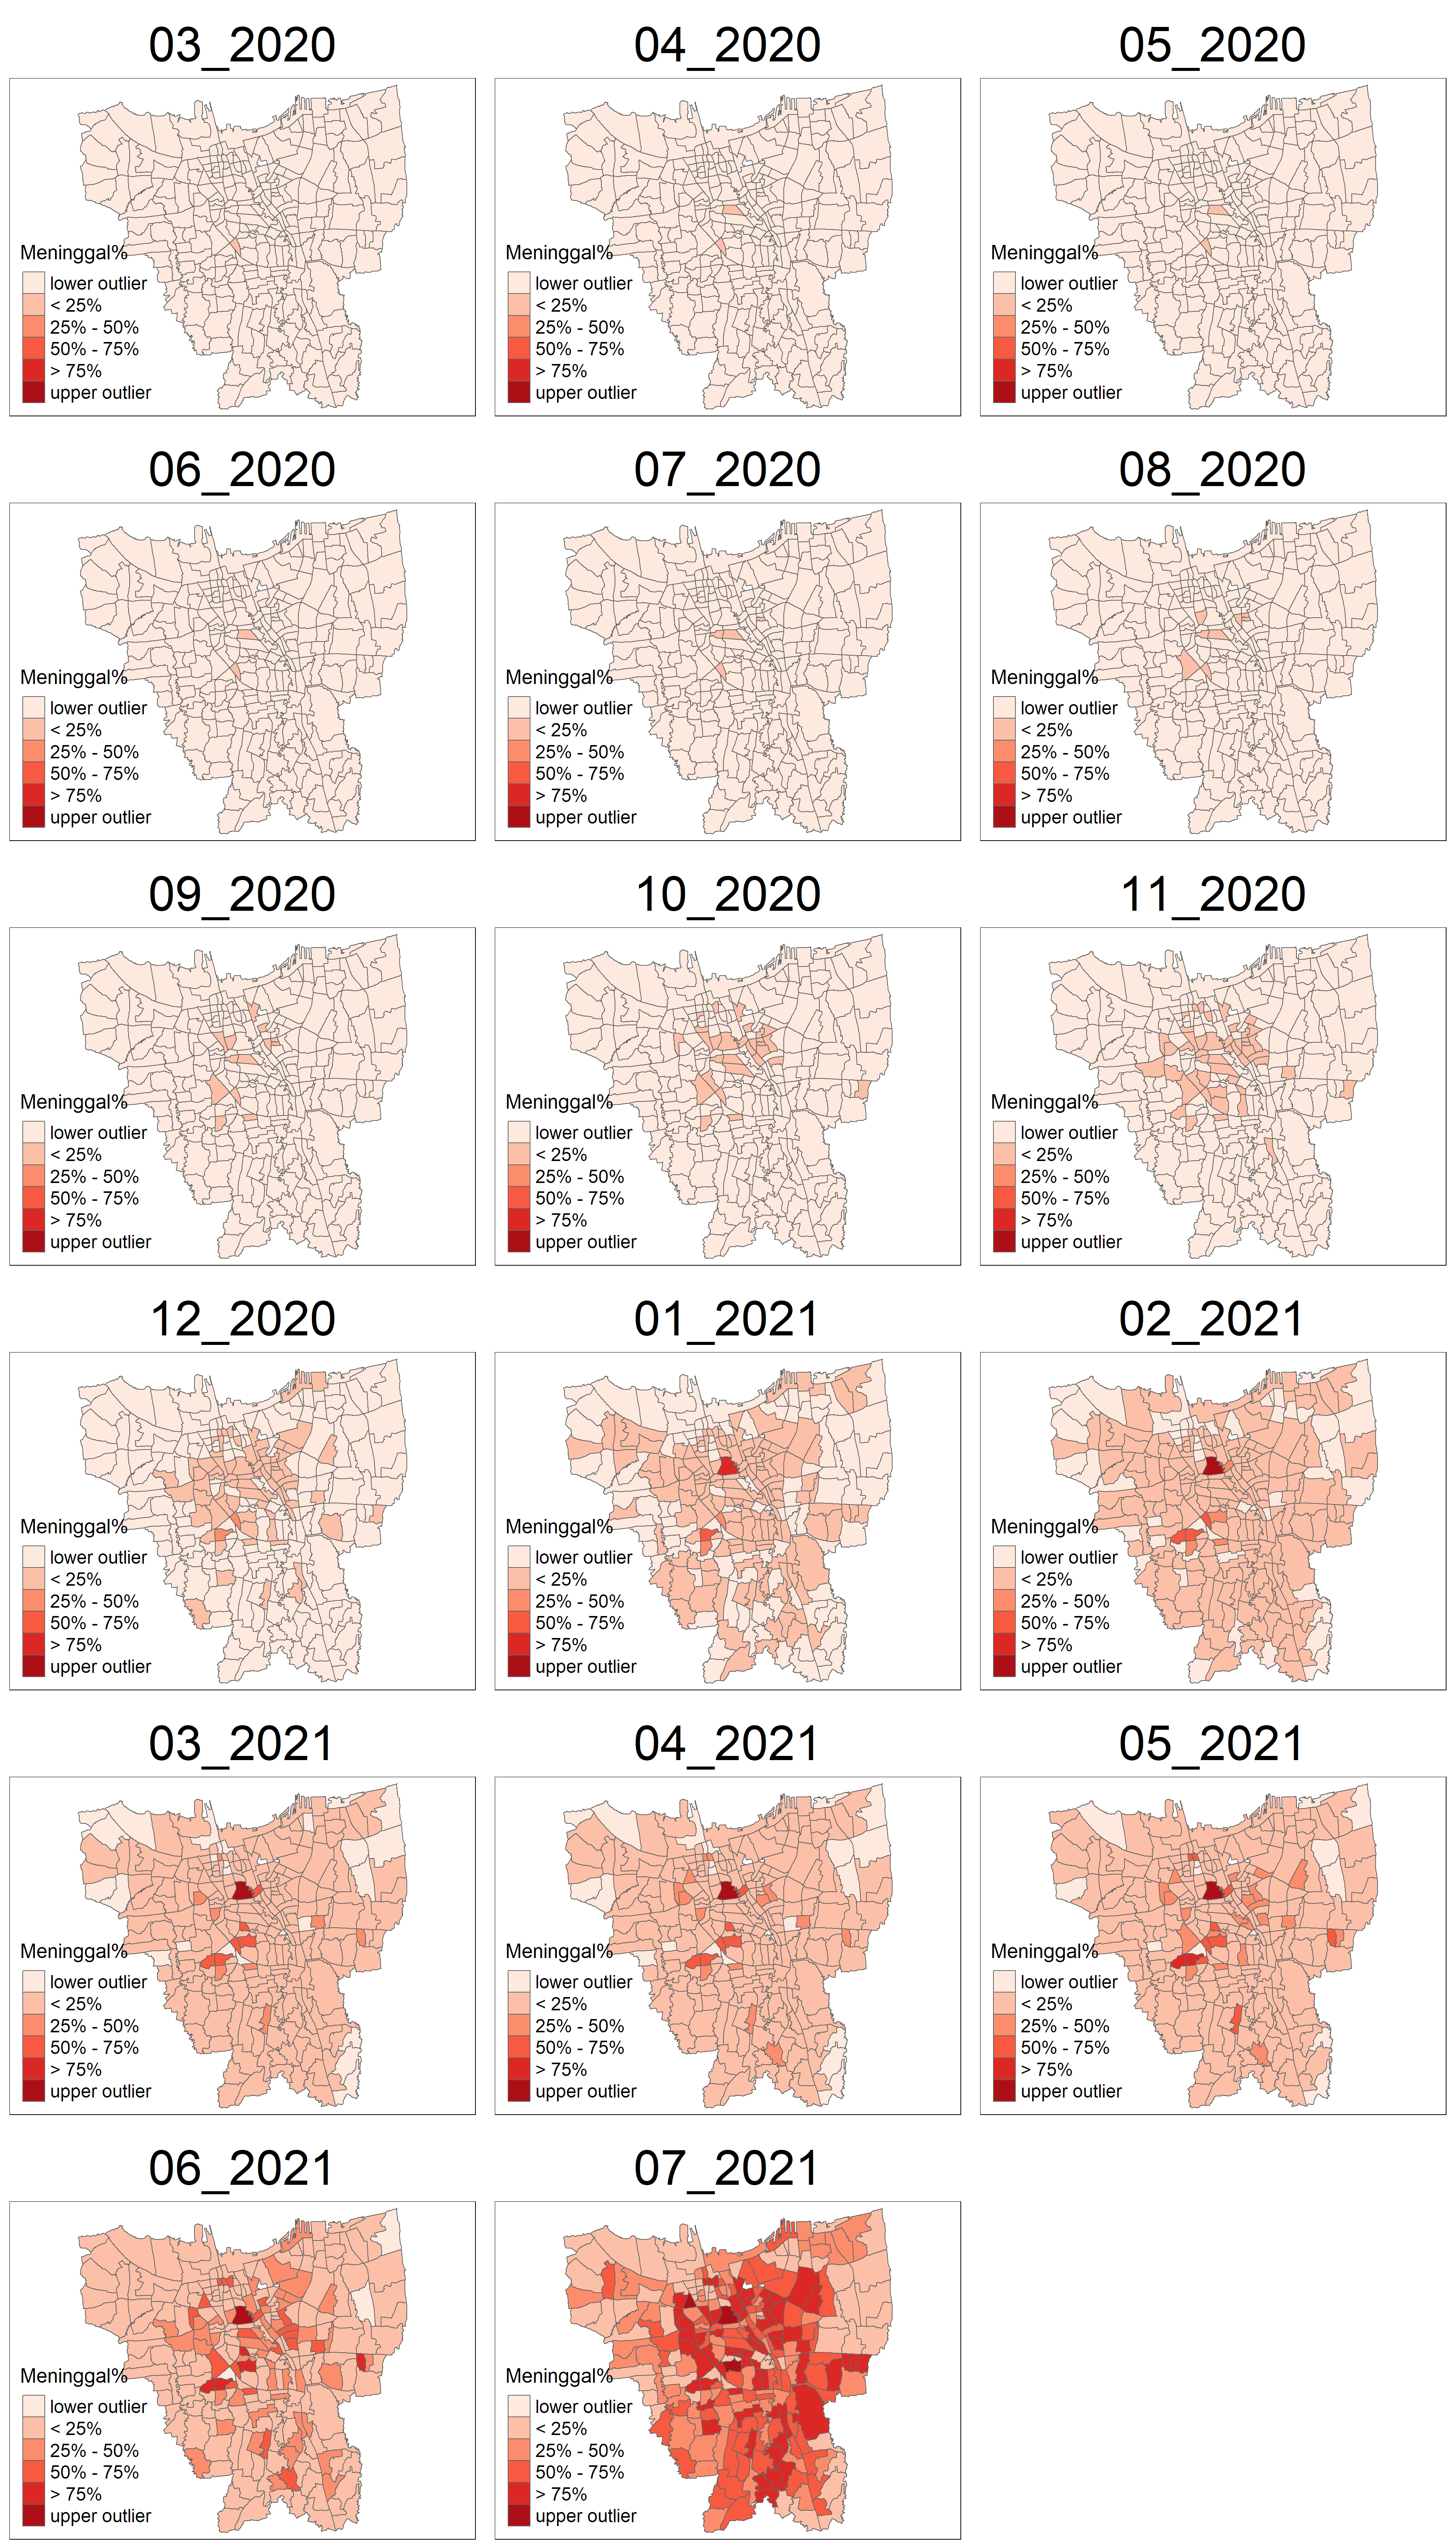 03_2020
04_2020
05_2020
Meninggal%
lower outlier
< 25%
25% - 50%
50% - 75%
> 75%
upper outlier
Meninggal%
lower outlier
< 25%
25% - 50%
50% - 75%
> 75%
upper outlier
Meninggal%
lower outlier
< 25%
25% - 50%
50% - 75%
> 75%
upper outlier
06_2020
07_2020
08_2020
Meninggal%
lower outlier
< 25%
25% - 50%
50% - 75%
> 75%
upper outlier
Meninggal%
lower outlier
< 25%
25% - 50%
50% - 75%
> 75%
upper outlier
Meninggal%
lower outlier
< 25%
25% - 50%
50% - 75%
> 75%
upper outlier
09_2020
10_2020
11_2020
Meninggal%
lower outlier
< 25%
25% - 50%
50% - 75%
> 75%
upper outlier
Meninggal%
lower outlier
< 25%
25% - 50%
50% - 75%
> 75%
upper outlier
Meninggal%
lower outlier
< 25%
25% - 50%
50% - 75%
> 75%
upper outlier
12_2020
01_2021
02_2021
Meninggal%
lower outlier
< 25%
25% - 50%
50% - 75%
> 75%
upper outlier
Meninggal%
lower outlier
< 25%
25% - 50%
50% - 75%
> 75%
upper outlier
Meninggal%
lower outlier
< 25%
25% - 50%
50% - 75%
> 75%
upper outlier
03_2021
04_2021
05_2021
Meninggal%
lower outlier
< 25%
25% - 50%
50% - 75%
> 75%
upper outlier
Meninggal%
lower outlier
< 25%
25% - 50%
50% - 75%
> 75%
upper outlier
Meninggal%
lower outlier
< 25%
25% - 50%
50% - 75%
> 75%
upper outlier
06_2021
07_2021
Meninggal%
lower outlier
< 25%
25% - 50%
50% - 75%
> 75%
upper outlier
Meninggal%
lower outlier
< 25%
25% - 50%
50% - 75%
> 75%
upper outlier